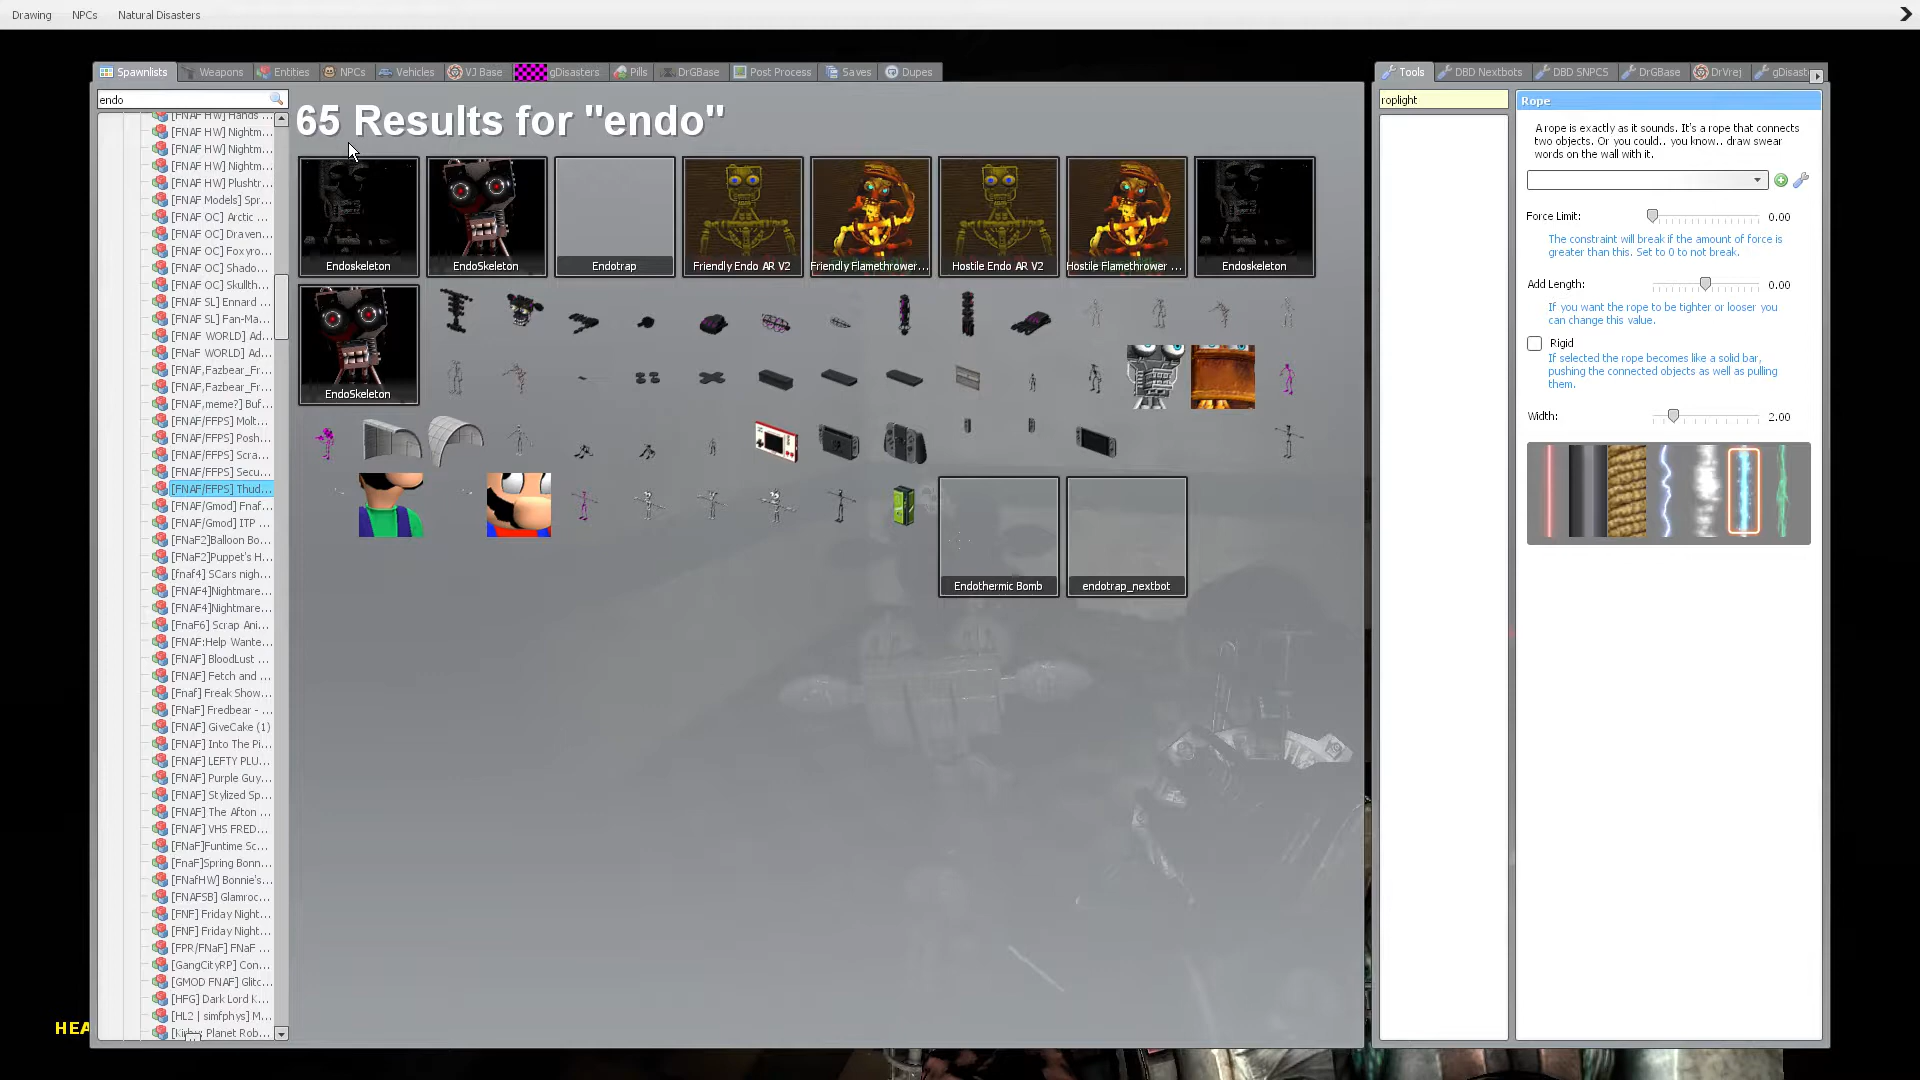 Drawing NPCs Natural Disasters
Spawnlists Weapons Entities NPCs Vehicles VJ Base gDisasters Pills DrGBase Post Process Saves Dupes
Tools DBD Nextbots DBD SNPCS DrGBase DrVrej gDisast
endo
65 Results for "endo"
[FNAF HW] Hands ...
[FNAF HW] Nightm...
[FNAF HW] Nightm...
[FNAF HW] Nightm...
[FNAF HW] Plushtr...
[FNAF Models] Spr...
[FNAF OC] Arctic ...
[FNAF OC] Draven...
[FNAF OC] Foxyro...
[FNAF OC] Shado...
[FNAF OC] Skullth...
[FNAF SL] Ennard ...
[FNAF SL] Fan-Ma...
[FNAF WORLD] Ad...
[FNaF WORLD] Ad...
[FNAF,Fazbear_Fr...
[FNAF,Fazbear_Fr...
[FNAF,meme?] Buf...
[FNAF/FFPS] Molt...
[FNAF/FFPS] Posh...
[FNAF/FFPS] Scra...
[FNAF/FFPS] Secu...
[FNAF/FFPS] Thud...
[FNAF/Gmod] Fnaf...
[FNAF/Gmod] ITP ...
[FNaF2]Balloon Bo...
[FNaF2]Puppet's H...
[fnaf4] SCars nigh...
[FNAF4]Nightmare...
[FNAF4]Nightmare...
[FnaF6] Scrap Ani...
[FNAF:Help Wante...
[FNAF] BloodLust ...
[FNAF] Fetch and ...
[Fnaf] Freak Show...
[FNaF] Fredbear - ...
[FNAF] GiveCake (1)
[FNAF] Into The Pi...
[FNAF] LEFTY PLU...
[FNAF] Purple Guy...
[FNAF] Stylized Sp...
[FNAF] The Afton ...
[FNAF] VHS FRED...
[FNaF]Funtime Sc...
[FnaF]Spring Bonn...
[FNafHW] Bonnie's...
[FNAFSB] Glamroc...
[FNF] Friday Night...
[FNF] Friday Night...
[FPR/FNaF] FNaF ...
[GangCityRP] Con...
[GMOD FNAF] Glitc...
[HFG] Dark Lord K...
[HL2 | simfphys] M...
[Kirby: Planet Rob...
Endoskeleton EndoSkeleton Endotrap Friendly Endo AR V2 Friendly Flamethrower... Hostile Endo AR V2 Hostile Flamethrower ... Endoskeleton
EndoSkeleton
Endothermic Bomb endotrap_nextbot
roplight
Rope
A rope is exactly as it sounds. It's a rope that connects
two objects. Or you could.. you know.. draw swear
words on the wall with it.
Force Limit: 0.00
The constraint will break if the amount of force is
greater than this. Set to 0 to not break.
Add Length: 0.00
If you want the rope to be tighter or looser you
can change this value.
Rigid
If selected the rope becomes like a solid bar,
pushing the connected objects as well as pulling
them.
Width: 2.00
HEA